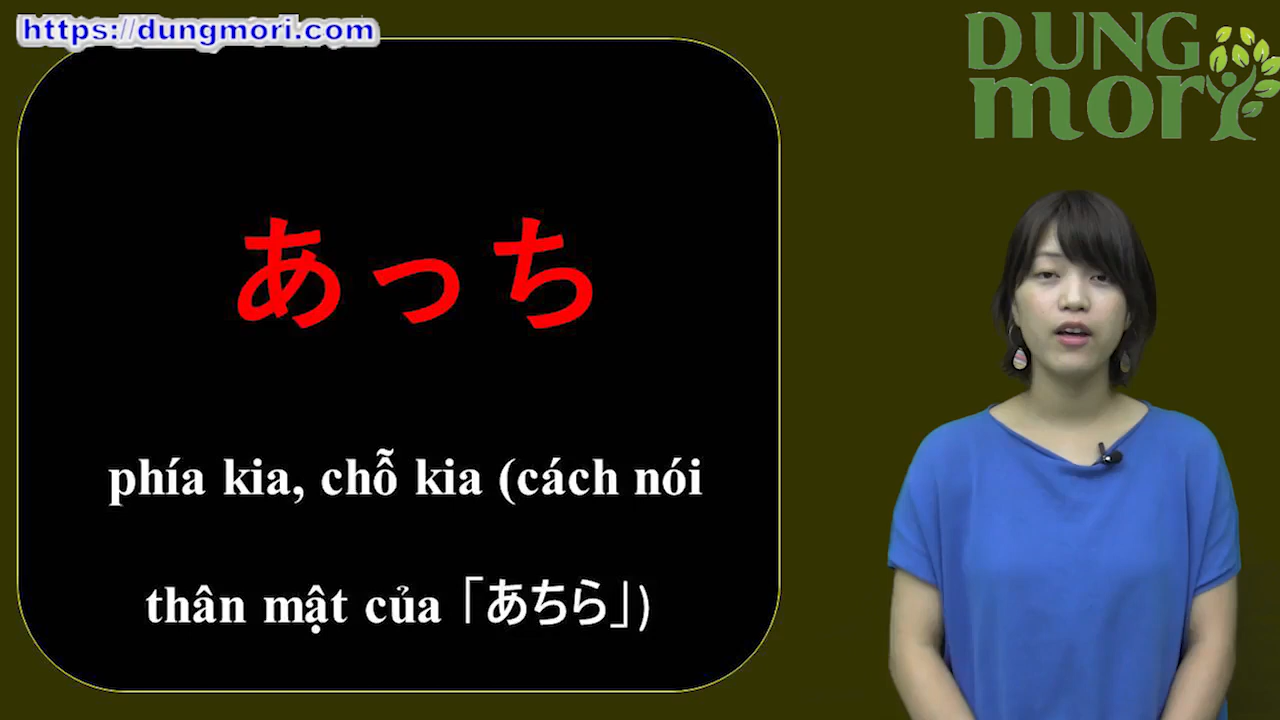 https://dungmori.com
DUNG
mori
あっち
phía kia, chỗ kia (cách nói
thân mật của「あちら」)